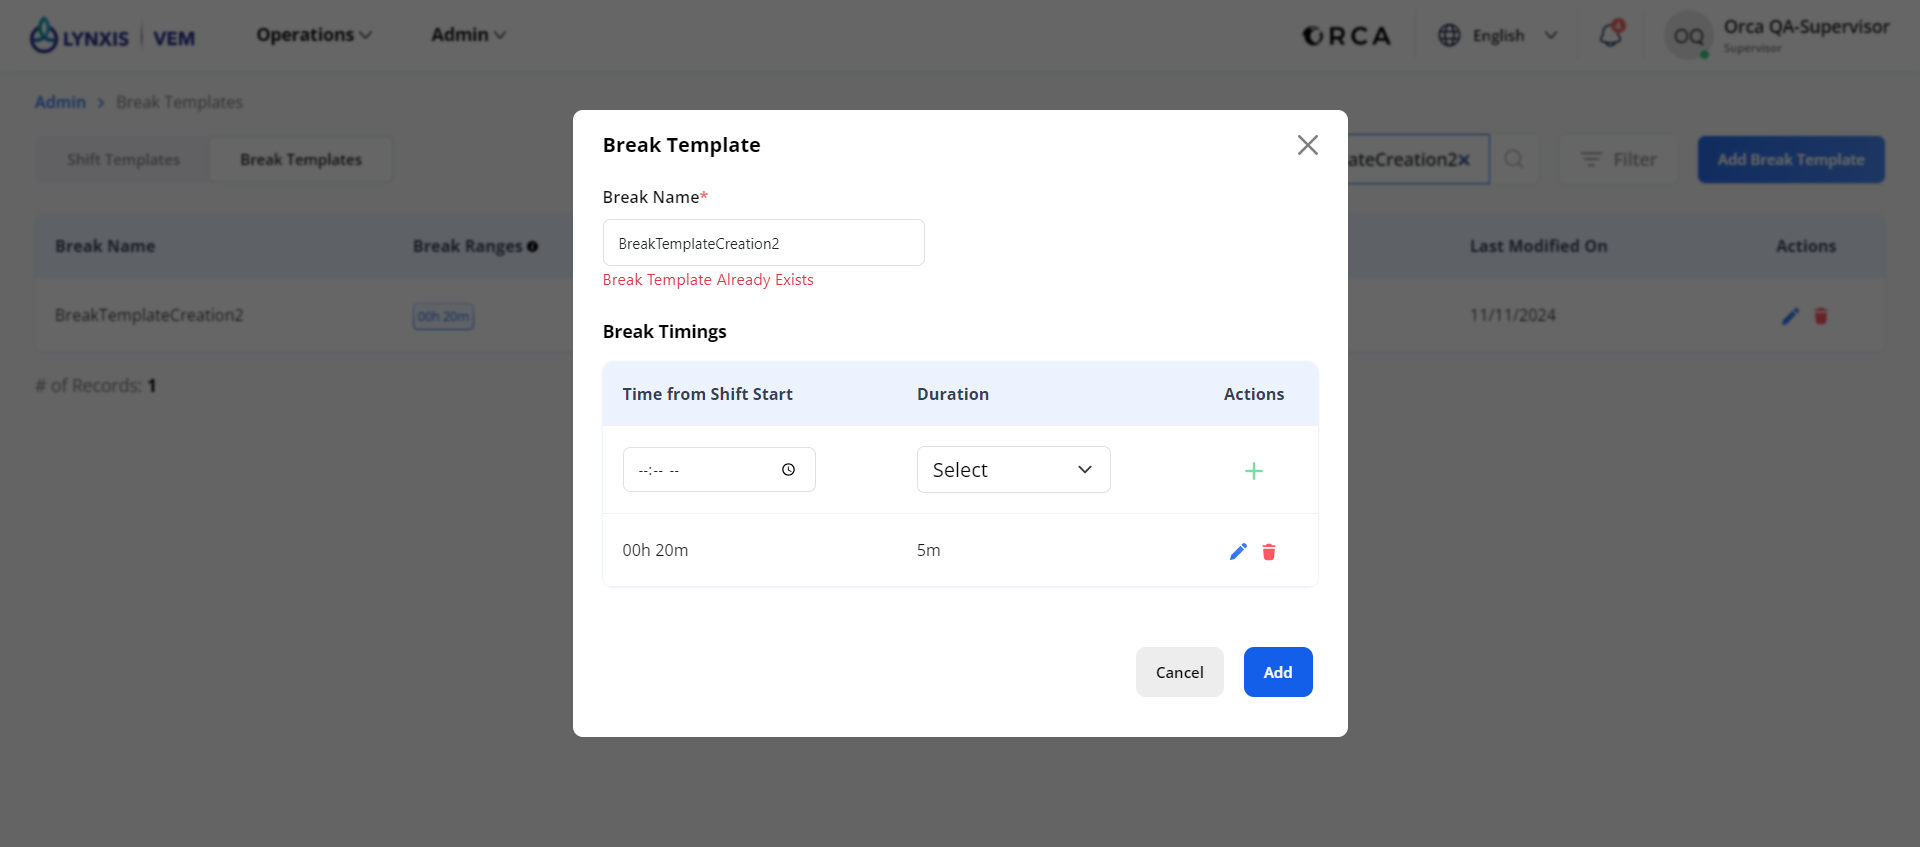 LYNXIS | VEM
Operations
Admin
ORCA
English
4
OQ
Orca QA-Supervisor
Supervisor
Admin > Break Templates
Shift Templates
Break Templates
ateCreation2
Filter
Add Break Template
Break Name
Break Ranges
Last Modified On
Actions
BreakTemplateCreation2
00h 20m
11/11/2024
# of Records: 1
Break Template
Break Name*
BreakTemplateCreation2
Break Template Already Exists
Break Timings
Time from Shift Start
Duration
Actions
--:-- --
Select
00h 20m
5m
Cancel
Add